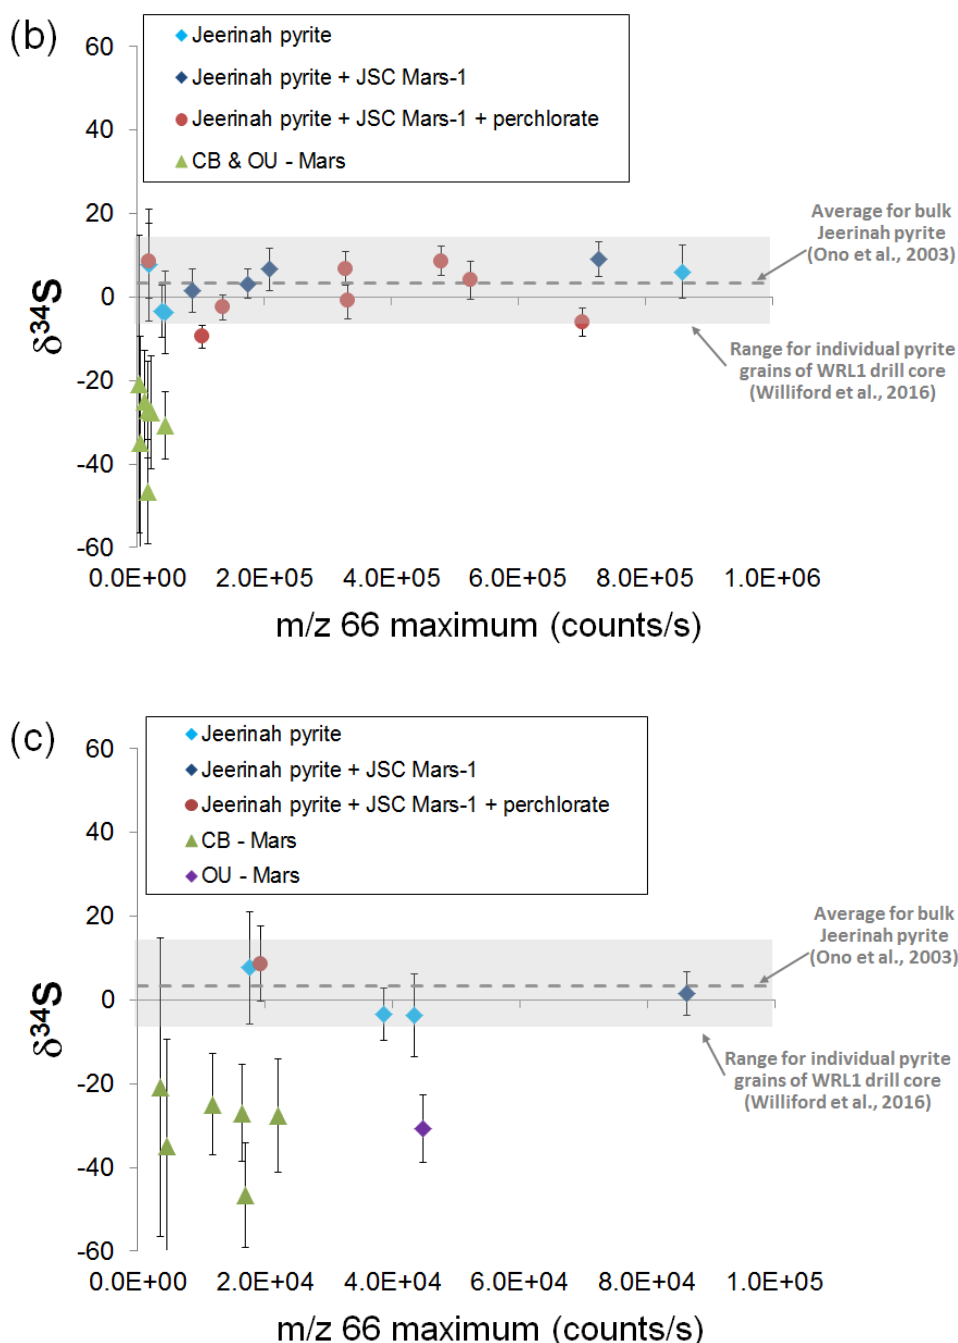 (b)
60
40
20
0
-20
-40
-60
δ34S
Jeerinah pyrite
Jeerinah pyrite + JSC Mars-1
Jeerinah pyrite + JSC Mars-1 + perchlorate
CB & OU - Mars
Average for bulk
Jeerinah pyrite
(Ono et al., 2003)
Range for individual pyrite
grains of WRL1 drill core
(Williford et al., 2016)
0.0E+00 2.0E+05 4.0E+05 6.0E+05 8.0E+05 1.0E+06
m/z 66 maximum (counts/s)
(c)
60
40
20
0
-20
-40
-60
δ34S
Jeerinah pyrite
Jeerinah pyrite + JSC Mars-1
Jeerinah pyrite + JSC Mars-1 + perchlorate
CB - Mars
OU - Mars
Average for bulk
Jeerinah pyrite
(Ono et al., 2003)
Range for individual pyrite
grains of WRL1 drill core
(Williford et al., 2016)
0.0E+00 2.0E+04 4.0E+04 6.0E+04 8.0E+04 1.0E+05
m/z 66 maximum (counts/s)